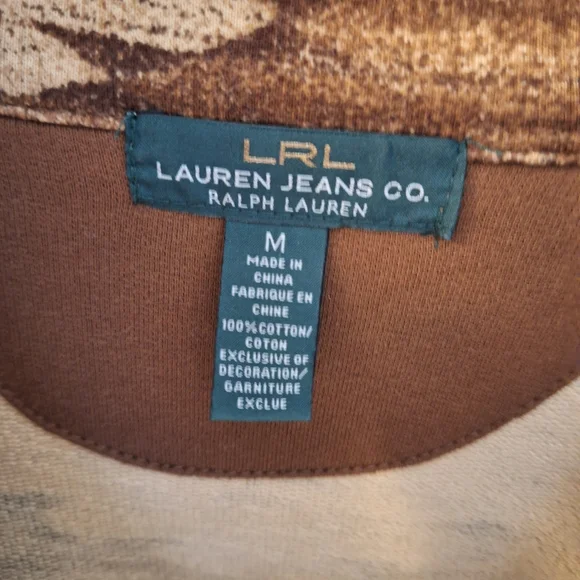 LRL
LAUREN JEANS CO.
RALPH LAUREN
M
MADE IN
CHINA
FABRIQUE EN
CHINE
100% COTTON/
COTON
EXCLUSIVE OF
DECORATION/
GARNITURE
EXCLUE